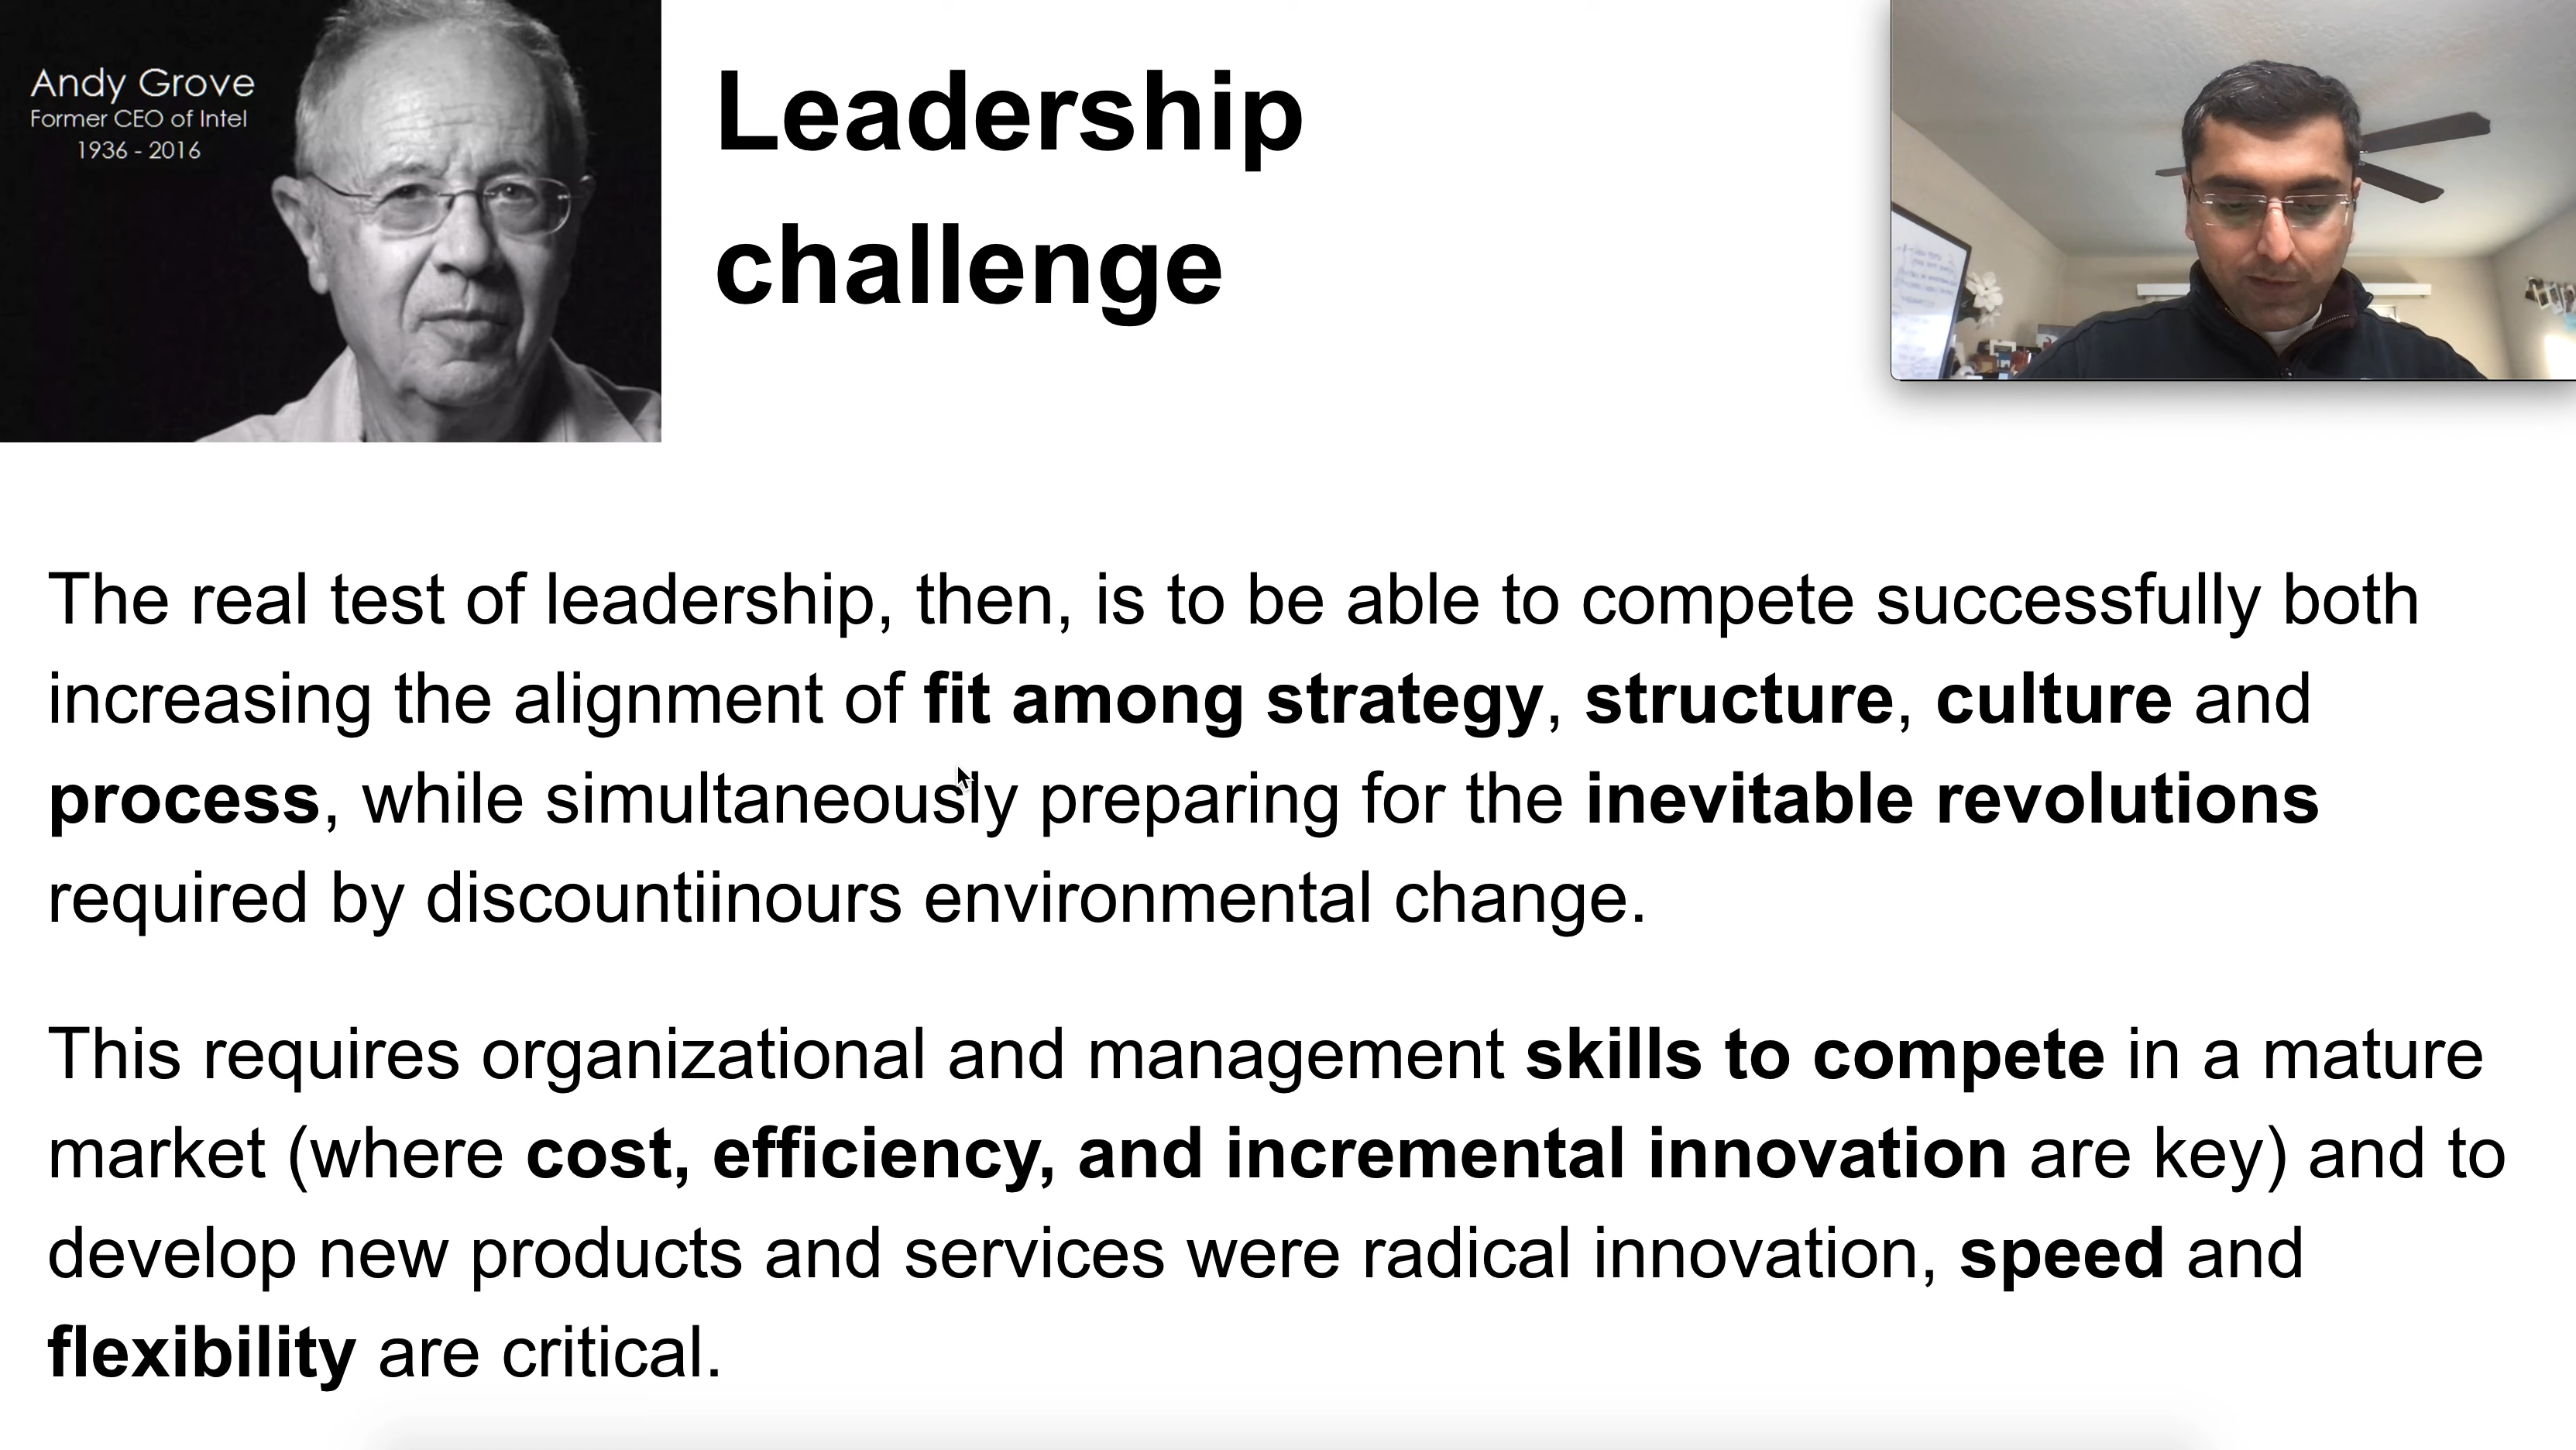 Andy Grove
Former CEO of Intel
1936 - 2016
Leadership
challenge
The real test of leadership, then, is to be able to compete successfully both
increasing the alignment of fit among strategy, structure, culture and
process, while simultaneously preparing for the inevitable revolutions
required by discountiinours environmental change.
This requires organizational and management skills to compete in a mature
market (where cost, efficiency, and incremental innovation are key) and to
develop new products and services were radical innovation, speed and
flexibility are critical.